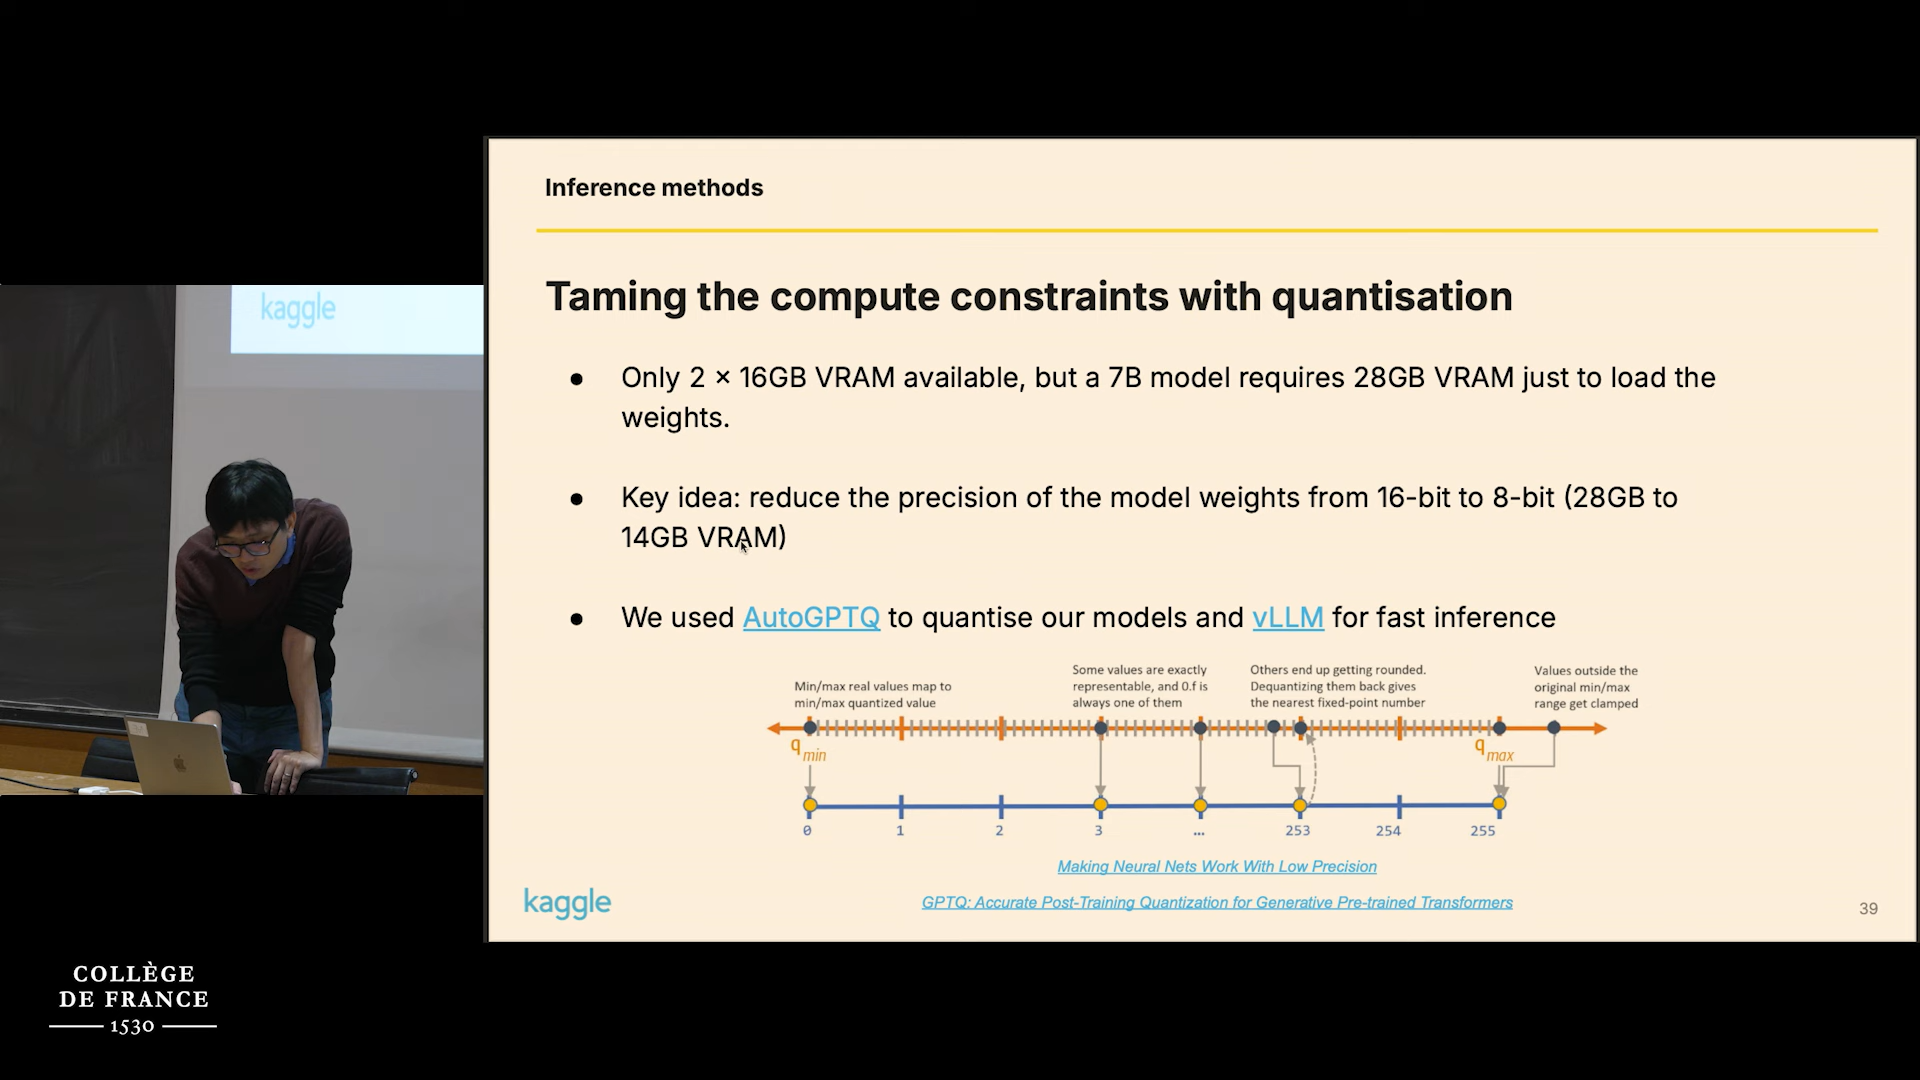 kaggle
Inference methods
Taming the compute constraints with quantisation
● Only 2 × 16GB VRAM available, but a 7B model requires 28GB VRAM just to load the
weights.
● Key idea: reduce the precision of the model weights from 16-bit to 8-bit (28GB to
14GB VRAM)
● We used AutoGPTQ to quantise our models and vLLM for fast inference
Min/max real values map to
min/max quantized value
Some values are exactly
representable, and 0.f is
always one of them
Others end up getting rounded.
Dequantizing them back gives
the nearest fixed-point number
Values outside the
original min/max
range get clamped
qmin
qmax
0 1 2 3 ... 253 254 255
Making Neural Nets Work With Low Precision
GPTQ: Accurate Post-Training Quantization for Generative Pre-trained Transformers
kaggle
39
COLLÈGE
DE FRANCE
1530